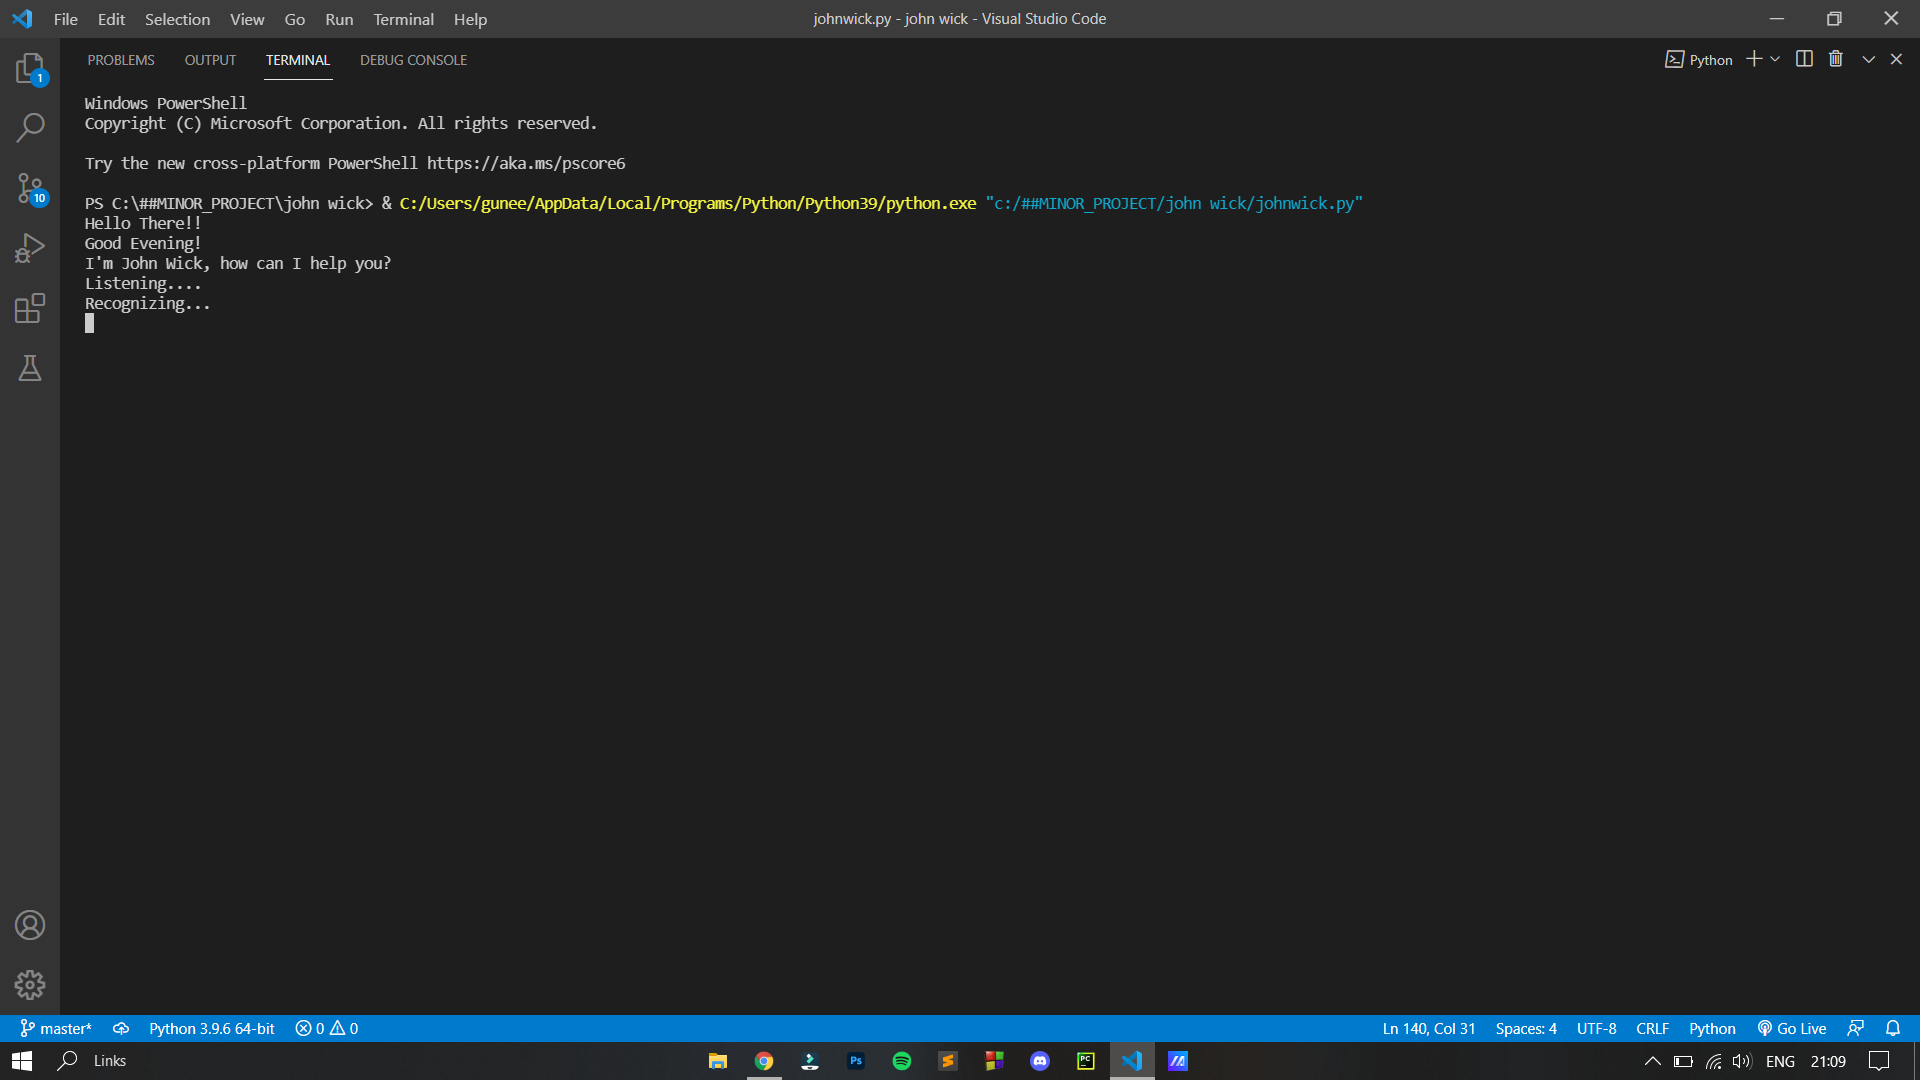 File Edit Selection View Go Run Terminal Help johnwick.py - john wick - Visual Studio Code
PROBLEMS OUTPUT TERMINAL DEBUG CONSOLE Python
1
10
Windows PowerShell
Copyright (C) Microsoft Corporation. All rights reserved.
Try the new cross-platform PowerShell https://aka.ms/pscore6
PS C:\##MINOR_PROJECT\john wick> & C:/Users/gunee/AppData/Local/Programs/Python/Python39/python.exe "c:/##MINOR_PROJECT/john wick/johnwick.py"
Hello There!!
Good Evening!
I'm John Wick, how can I help you?
Listening....
Recognizing...
master* Python 3.9.6 64-bit 0 0 Ln 140, Col 31 Spaces: 4 UTF-8 CRLF Python Go Live
Links Ps PC ENG 21:09